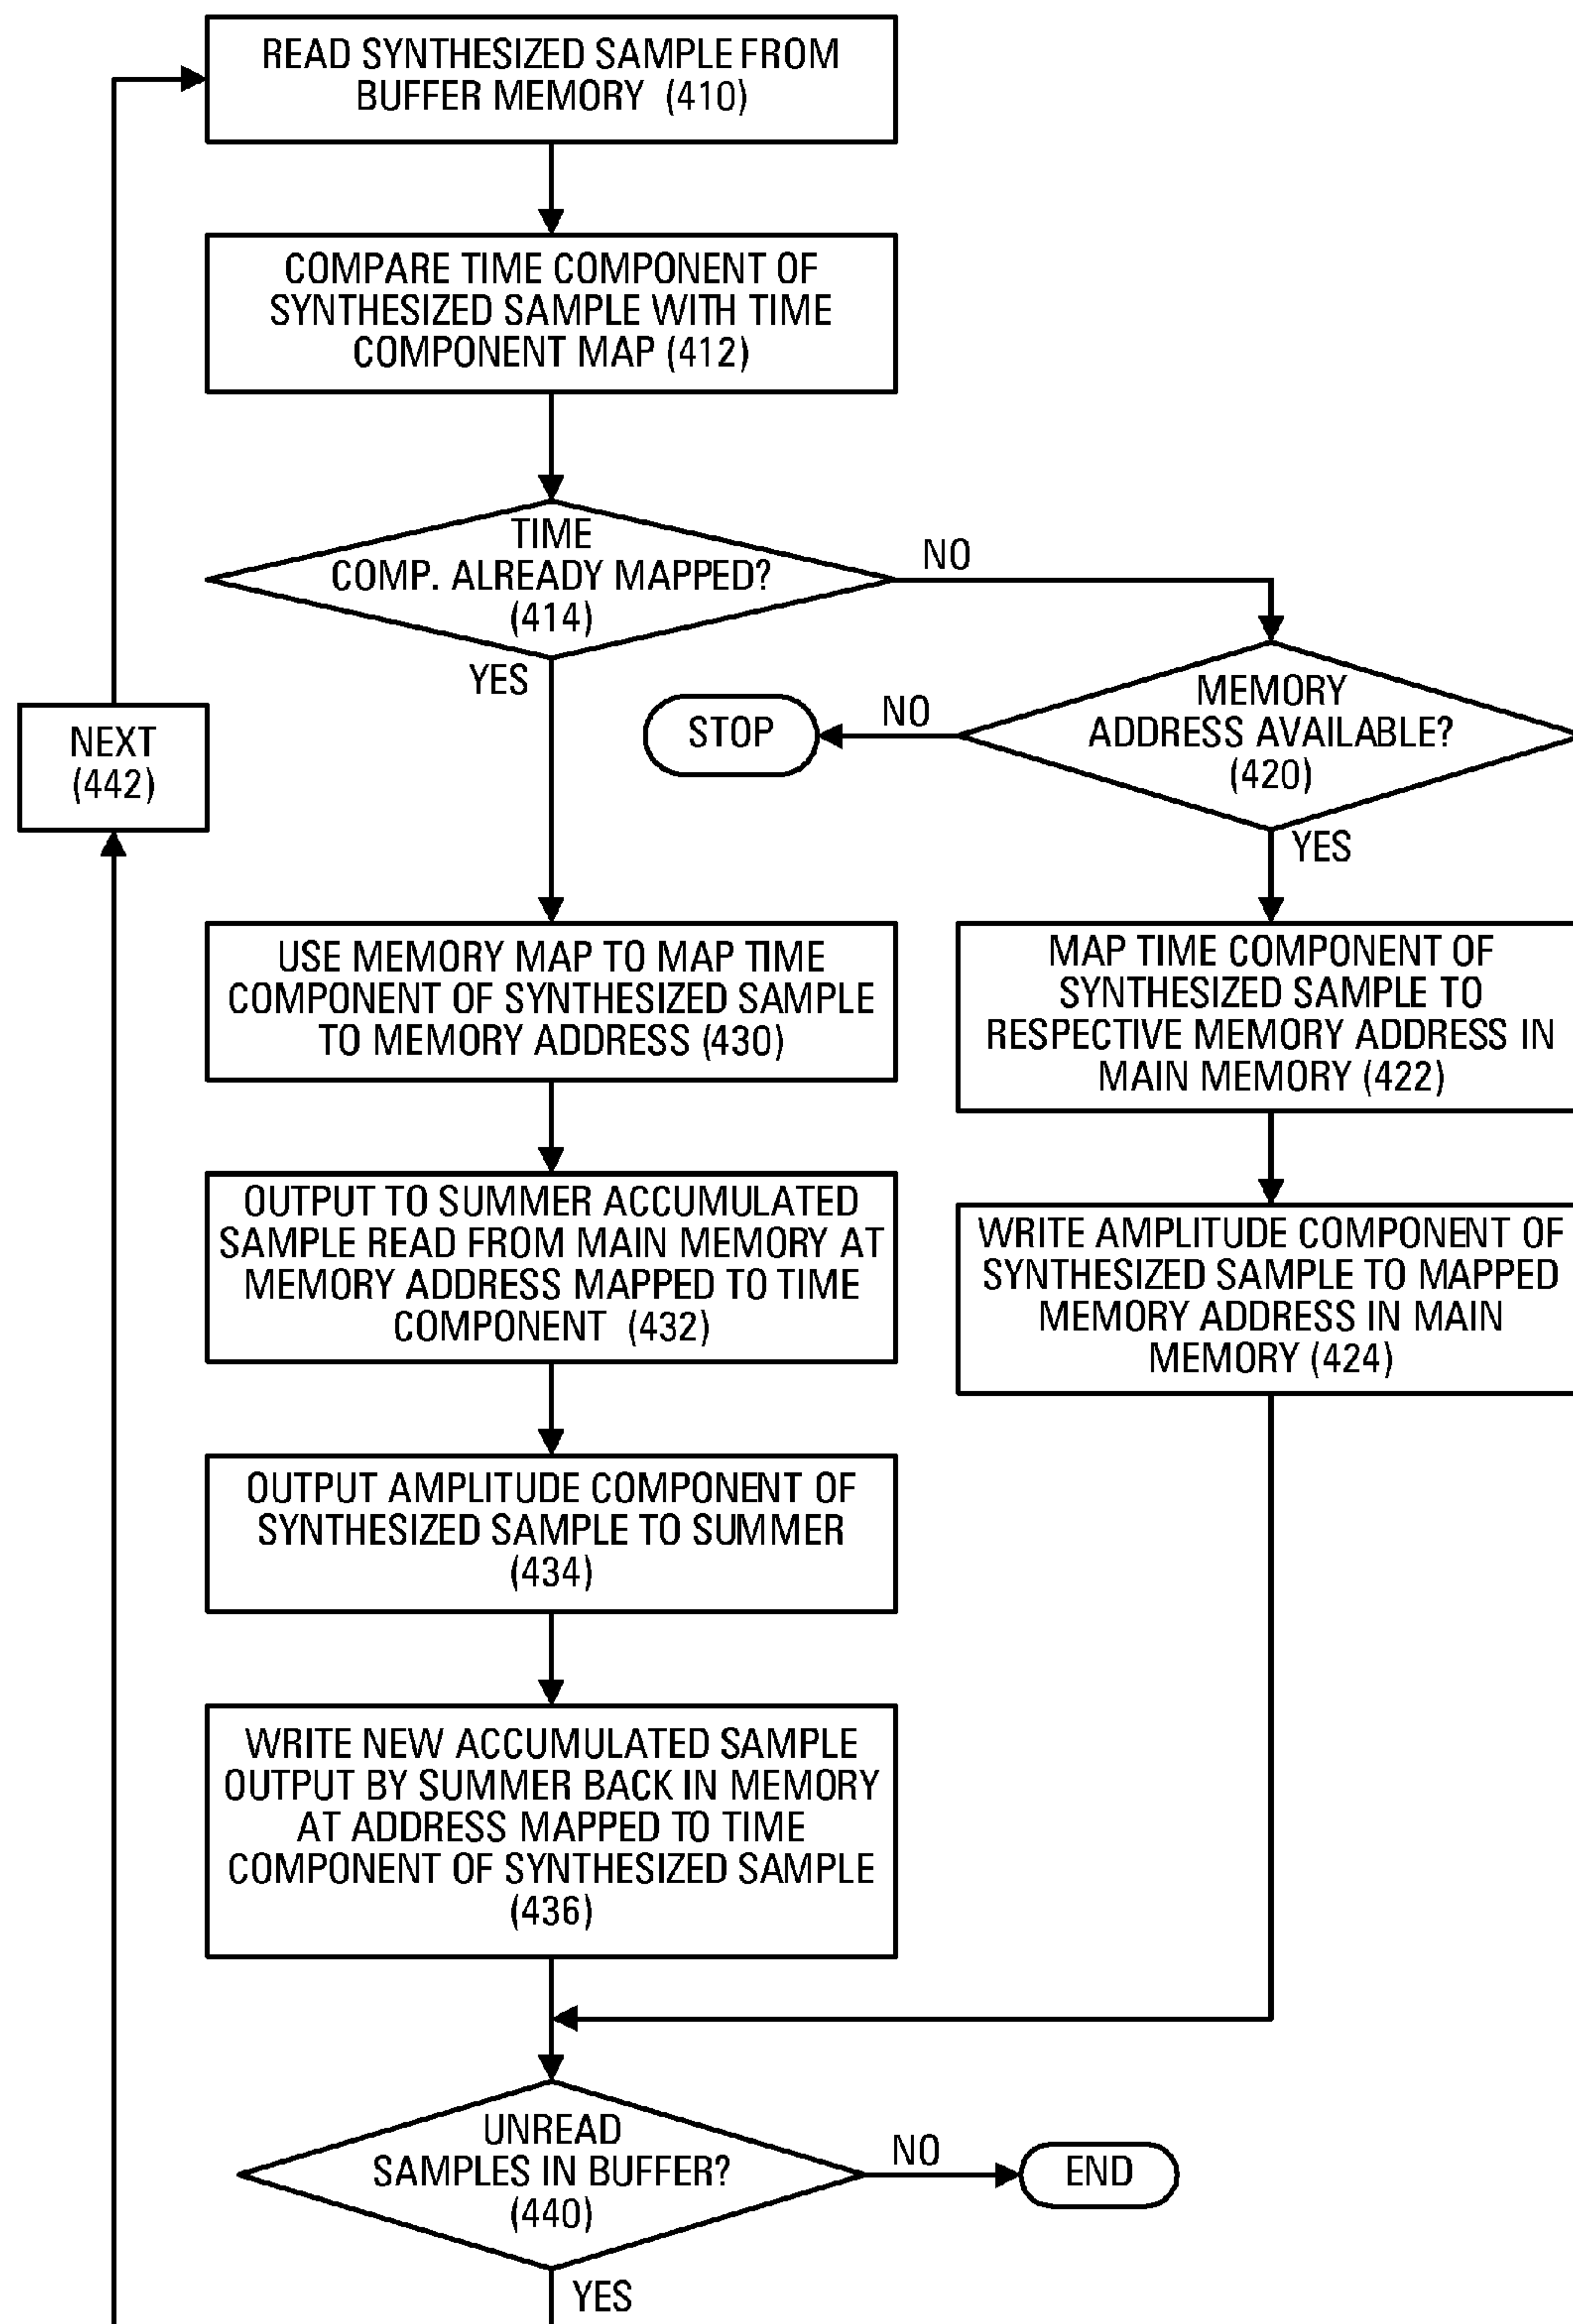 READ SYNTHESIZED SAMPLE FROM
BUFFER MEMORY (410)
COMPARE TIME COMPONENT OF
SYNTHESIZED SAMPLE WITH TIME
COMPONENT MAP (412)
TIME
COMP. ALREADY MAPPED?
(414)
NO
YES
MEMORY
ADDRESS AVAILABLE?
(420)
NO
STOP
YES
NEXT
(442)
USE MEMORY MAP TO MAP TIME
COMPONENT OF SYNTHESIZED SAMPLE
TO MEMORY ADDRESS (430)
MAP TIME COMPONENT OF
SYNTHESIZED SAMPLE TO
RESPECTIVE MEMORY ADDRESS IN
MAIN MEMORY (422)
OUTPUT TO SUMMER ACCUMULATED
SAMPLE READ FROM MAIN MEMORY AT
MEMORY ADDRESS MAPPED TO TIME
COMPONENT (432)
WRITE AMPLITUDE COMPONENT OF
SYNTHESIZED SAMPLE TO MAPPED
MEMORY ADDRESS IN MAIN
MEMORY (424)
OUTPUT AMPLITUDE COMPONENT OF
SYNTHESIZED SAMPLE TO SUMMER
(434)
WRITE NEW ACCUMULATED SAMPLE
OUTPUT BY SUMMER BACK IN MEMORY
AT ADDRESS MAPPED TO TIME
COMPONENT OF SYNTHESIZED SAMPLE
(436)
UNREAD
SAMPLES IN BUFFER?
(440)
NO
END
YES